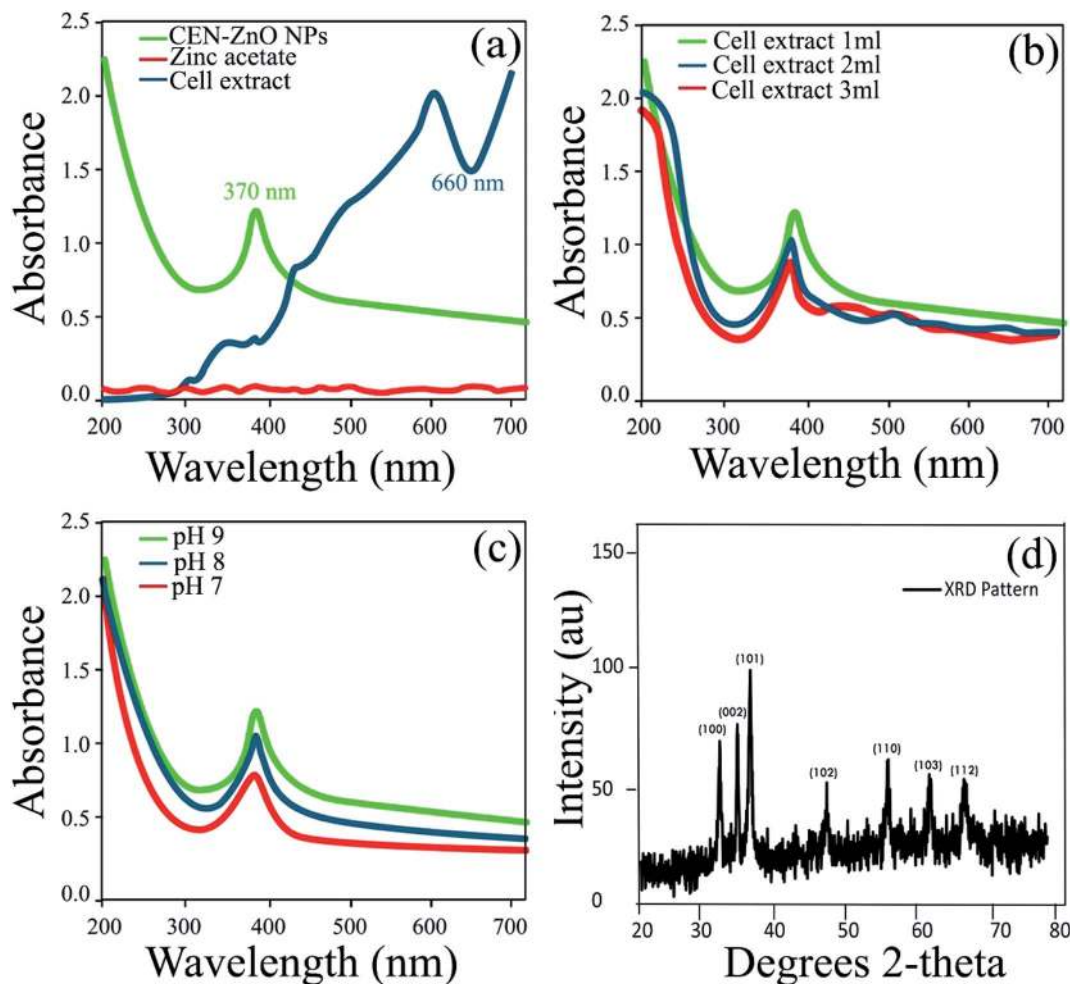 (a)
CEN-ZnO NPs
Zinc acetate
Cell extract
370 nm
660 nm
2.5
2.0
1.5
1.0
0.5
0.0
Absorbance
200 300 400 500 600 700
Wavelength (nm)
(b)
Cell extract 1ml
Cell extract 2ml
Cell extract 3ml
2.5
2.0
1.5
1.0
0.5
0.0
Absorbance
200 300 400 500 600 700
Wavelength (nm)
(c)
pH 9
pH 8
pH 7
2.5
2.0
1.5
1.0
0.5
0.0
Absorbance
200 300 400 500 600 700
Wavelength (nm)
(d)
XRD Pattern
150
100
50
0
Intensity (au)
(100)
(002)
(101)
(102)
(110)
(103)
(112)
20 30 40 50 60 70 80
Degrees 2-theta